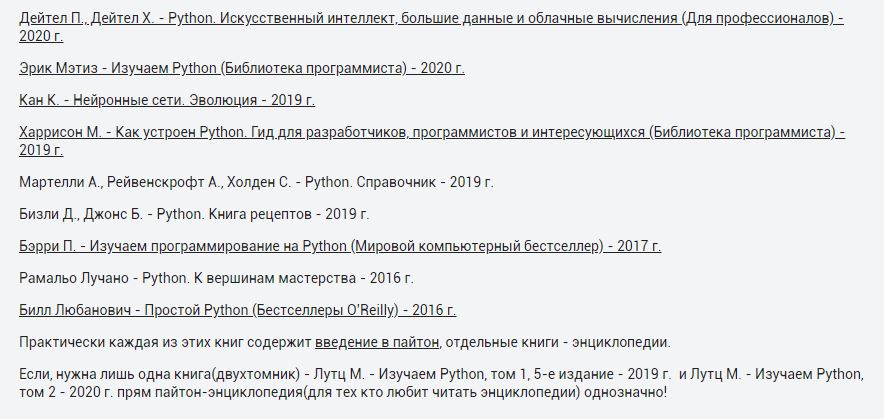 Дейтел П., Дейтел Х. - Python. Искусственный интеллект, большие данные и облачные вычисления (Для профессионалов) -
2020 г.
Эрик Мэтиз - Изучаем Python (Библиотека программиста) - 2020 г.
Кан К. - Нейронные сети. Эволюция - 2019 г.
Харрисон М. - Как устроен Python. Гид для разработчиков, программистов и интересующихся (Библиотека программиста) -
2019 г.
Мартелли А., Рейвенскрофт А., Холден С. - Python. Справочник - 2019 г.
Бизли Д., Джонс Б. - Python. Книга рецептов - 2019 г.
Бэрри П. - Изучаем программирование на Python (Мировой компьютерный бестселлер) - 2017 г.
Рамальо Лучано - Python. К вершинам мастерства - 2016 г.
Билл Любанович - Простой Python (Бестселлеры O'Reilly) - 2016 г.
Практически каждая из этих книг содержит введение в пайтон, отдельные книги - энциклопедии.
Если, нужна лишь одна книга(двухтомник) - Лутц М. - Изучаем Python, том 1, 5-е издание - 2019 г. и Лутц М. - Изучаем Python,
том 2 - 2020 г. прям пайтон-энциклопедия(для тех кто любит читать энциклопедии) однозначно!